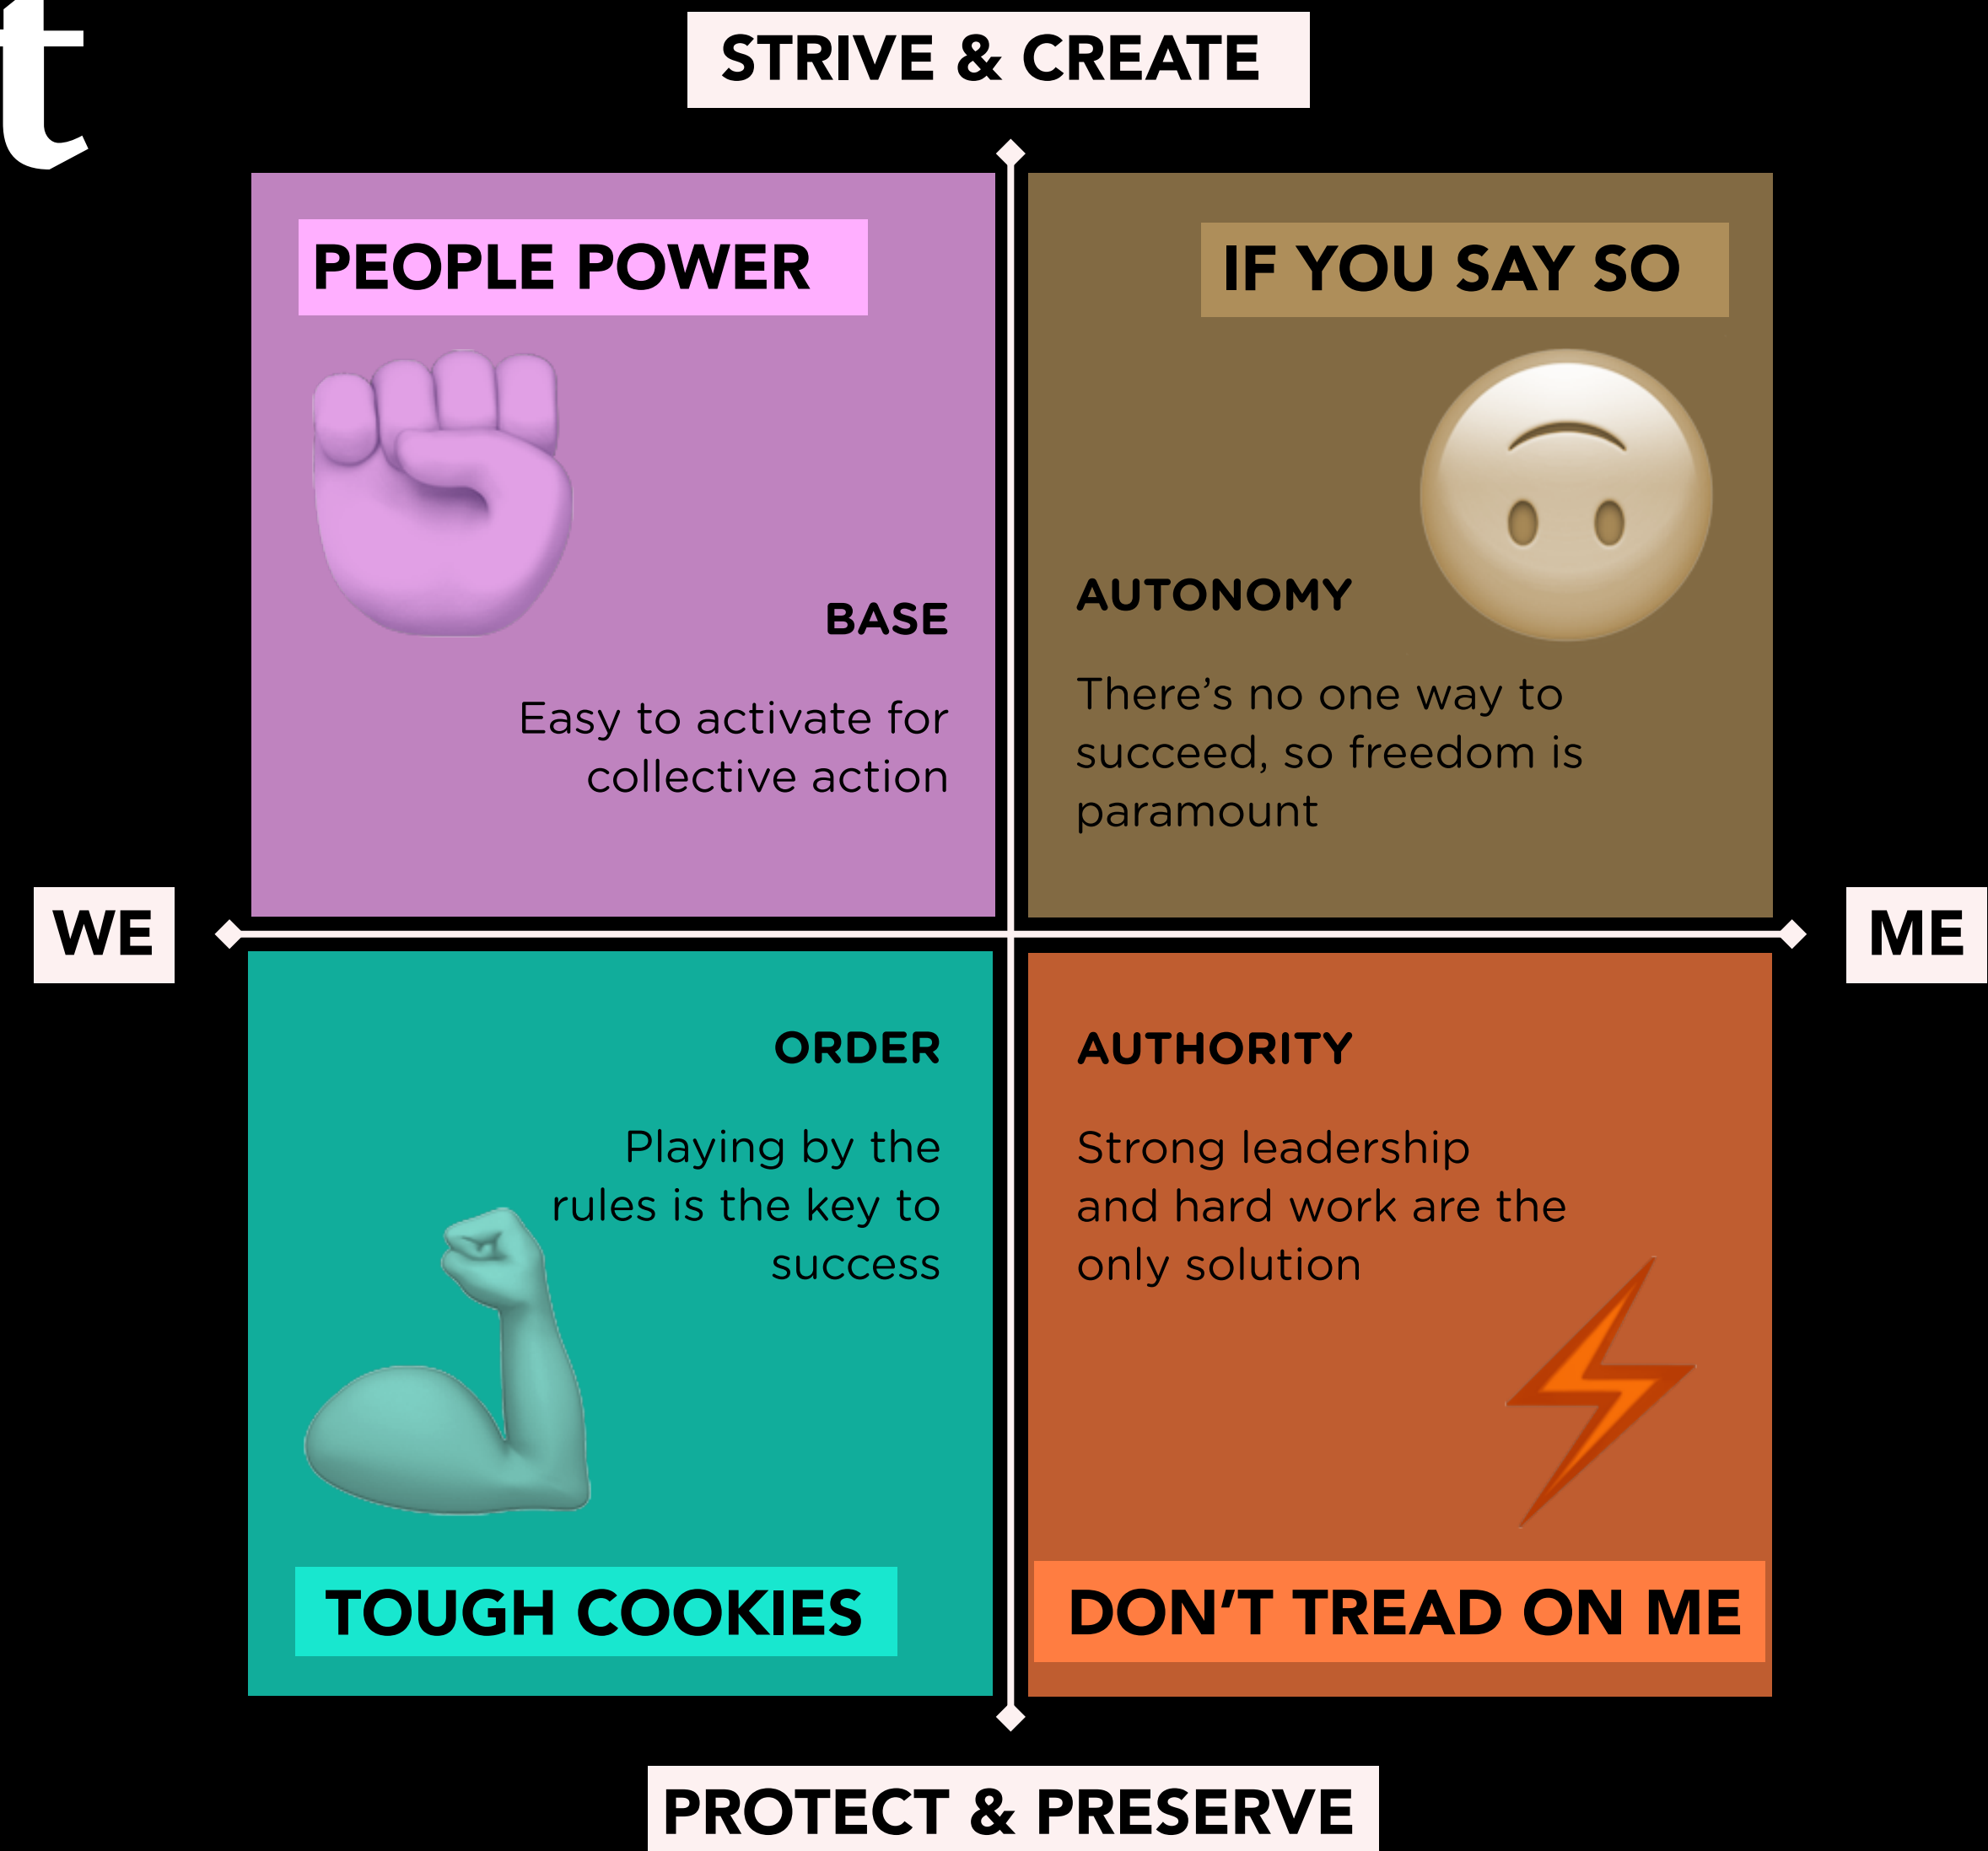 t
STRIVE & CREATE
PEOPLE POWER
BASE
Easy to activate for
collective action
IF YOU SAY SO
AUTONOMY
There’s no one way to
succeed, so freedom is
paramount
WE
ME
ORDER
Playing by the
rules is the key to
success
TOUGH COOKIES
AUTHORITY
Strong leadership
and hard work are the
only solution
DON’T TREAD ON ME
PROTECT & PRESERVE